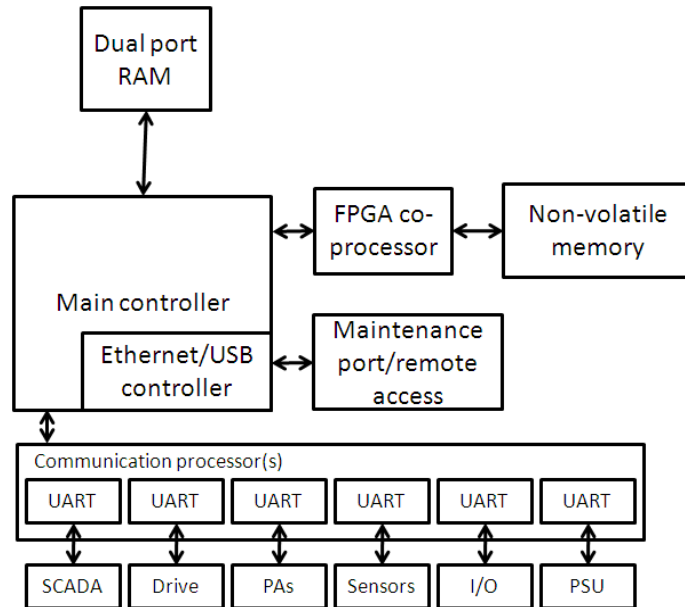 Dual port
RAM
FPGA co-
processor
Non-volatile
memory
Main controller
Ethernet/USB
controller
Maintenance
port/remote
access
Communication processor(s)
UART
UART
UART
UART
UART
UART
SCADA
Drive
PAs
Sensors
I/O
PSU